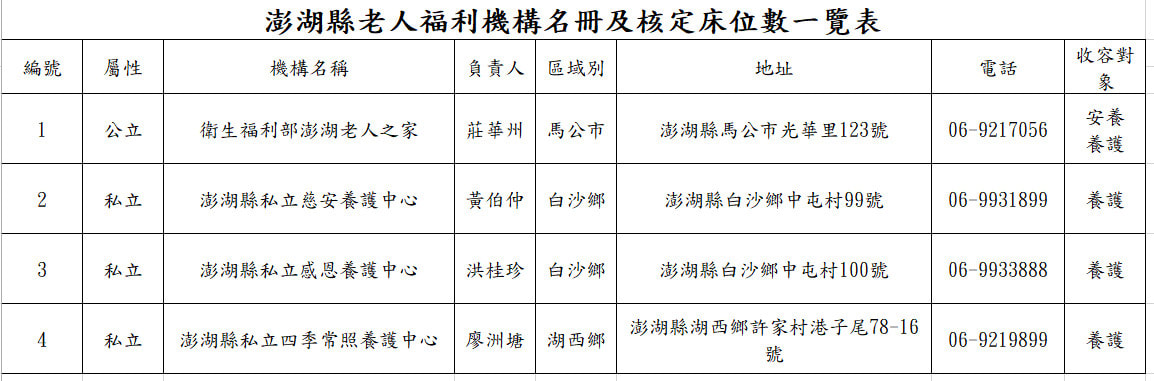 澎湖縣老人福利機構名冊及核定床位數一覽表
編號 屬性 機構名稱 負責人 區域別 地址 電話 收容對象
1 公立 衛生福利部澎湖老人之家 莊華州 馬公市 澎湖縣馬公市光華里123號 06-9217056 安養 養護
2 私立 澎湖縣私立慈安養護中心 黃伯仲 白沙鄉 澎湖縣白沙鄉中屯村99號 06-9931899 養護
3 私立 澎湖縣私立感恩養護中心 洪桂珍 白沙鄉 澎湖縣白沙鄉中屯村100號 06-9933888 養護
4 私立 澎湖縣私立四季常照養護中心 廖洲塘 湖西鄉 澎湖縣湖西鄉許家村港子尾78-16號 06-9219899 養護